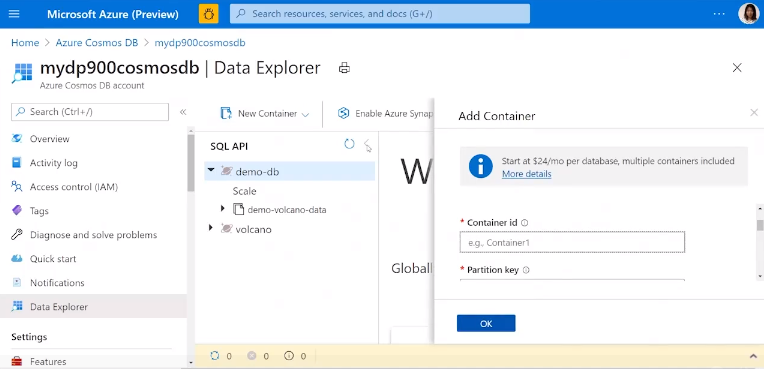 Microsoft Azure (Preview)
Search resources, services, and docs (G+/)
Home > Azure Cosmos DB > mydp900cosmosdb
mydp900cosmosdb | Data Explorer
Azure Cosmos DB account
Search (Ctrl+/)
Overview
Activity log
Access control (IAM)
Tags
Diagnose and solve problems
Quick start
Notifications
Data Explorer
Settings
Features
New Container
Enable Azure Synap
SQL API
demo-db
Scale
demo-volcano-data
volcano
W
Globall
0 0 0
Add Container
Start at $24/mo per database, multiple containers included
More details
* Container id
e.g., Container1
* Partition key
OK